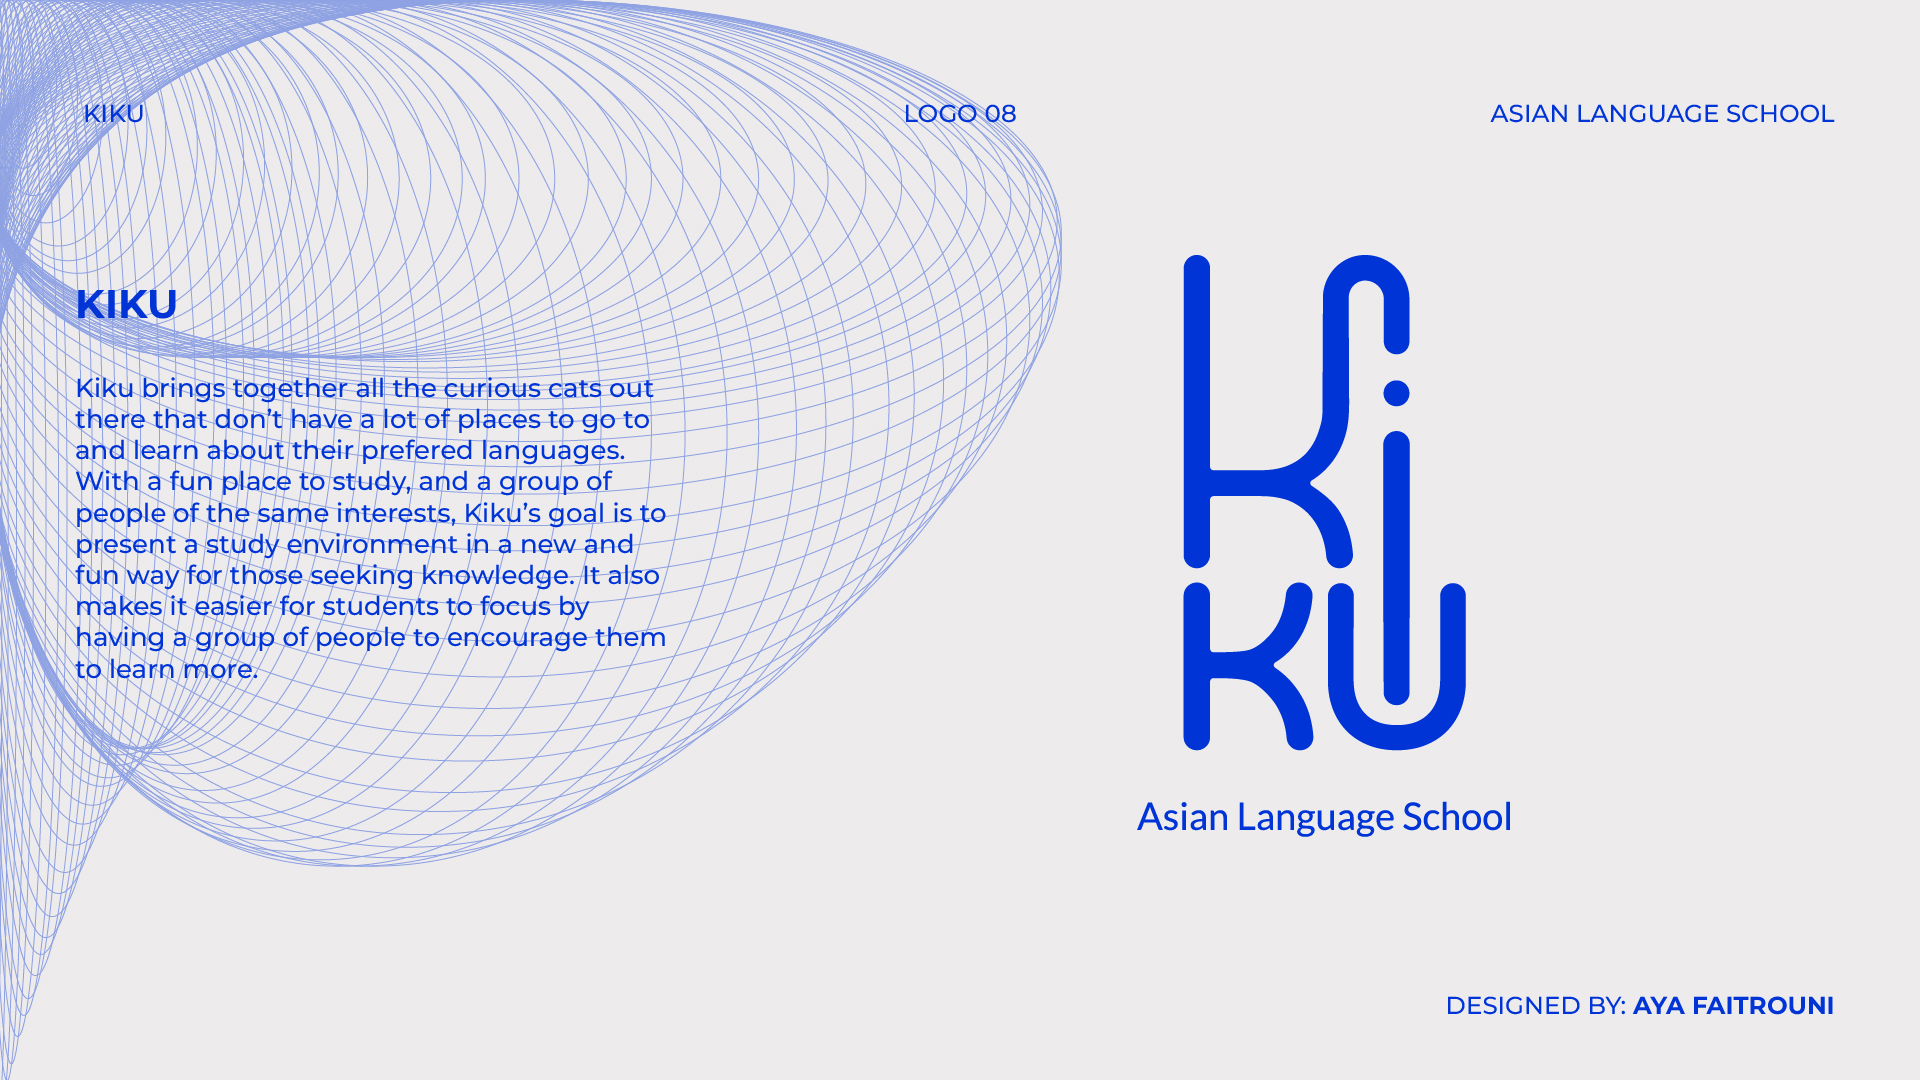 KIKU
LOGO 08
ASIAN LANGUAGE SCHOOL
KIKU
Kiku brings together all the curious cats out
there that don’t have a lot of places to go to
and learn about their prefered languages.
With a fun place to study, and a group of
people of the same interests, Kiku’s goal is to
present a study environment in a new and
fun way for those seeking knowledge. It also
makes it easier for students to focus by
having a group of people to encourage them
to learn more.
Ki
KU
Asian Language School
DESIGNED BY: AYA FAITROUNI